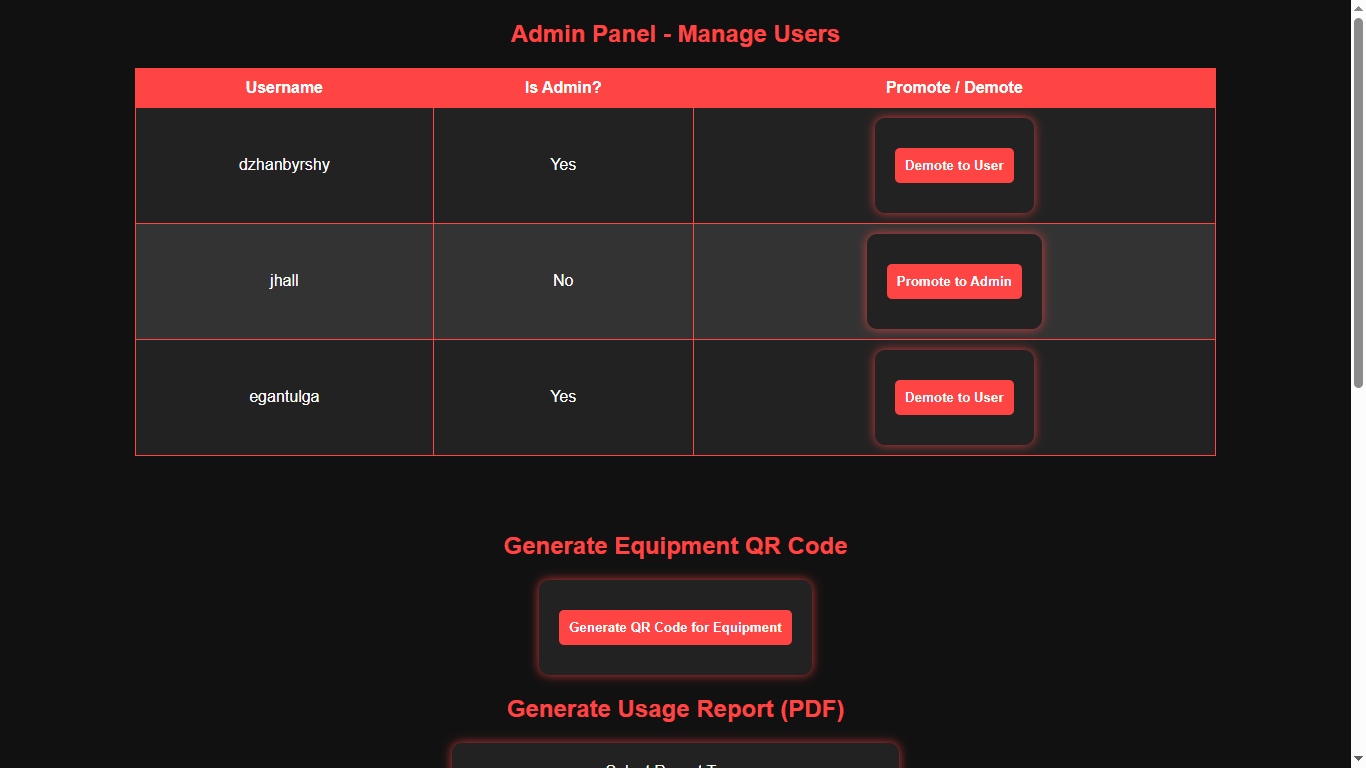 Admin Panel - Manage Users
Username Is Admin? Promote / Demote
dzhanbyrshy Yes Demote to User
jhall No Promote to Admin
egantulga Yes Demote to User
Generate Equipment QR Code
Generate QR Code for Equipment
Generate Usage Report (PDF)